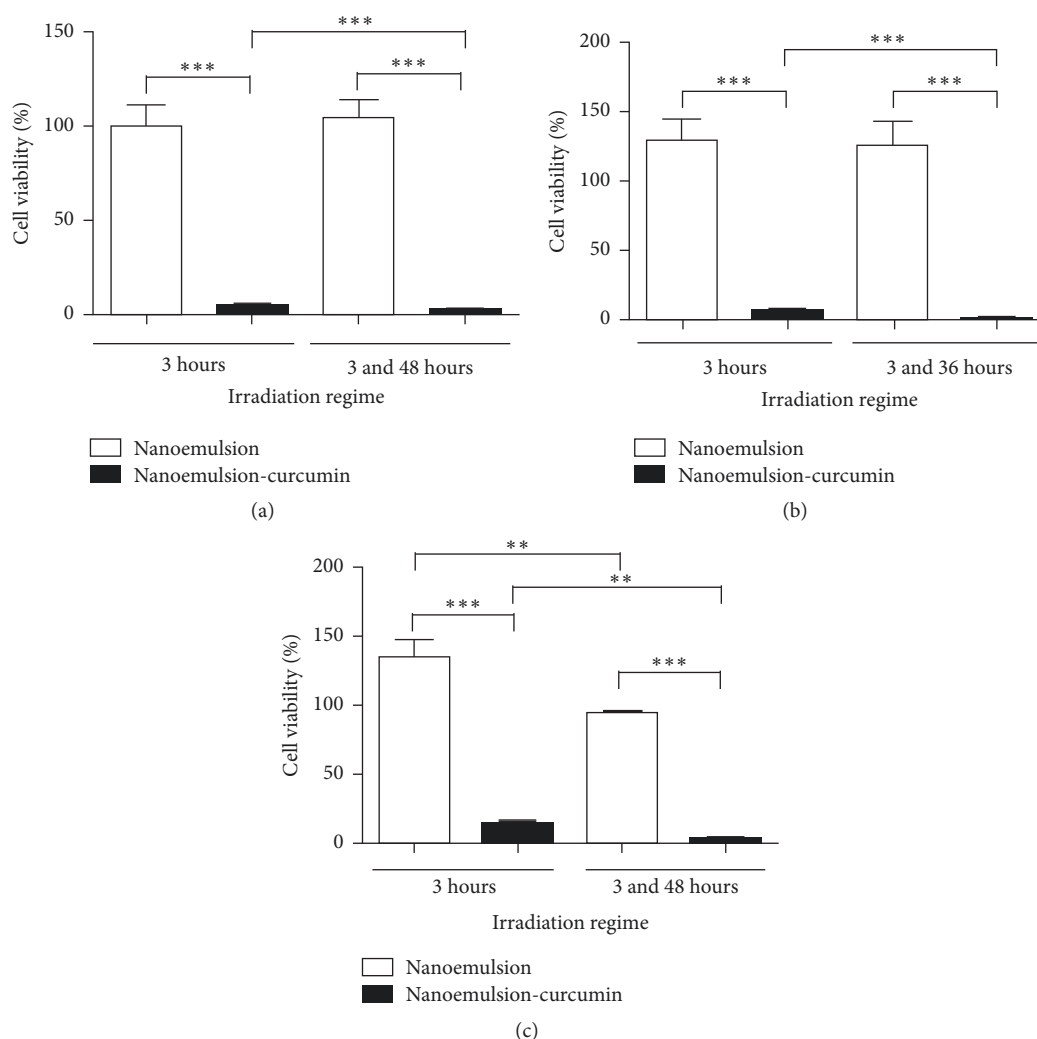 ***
150
***
***
100
50
0
Cell viability (%)
3 hours
3 and 48 hours
Irradiation regime
Nanoemulsion
Nanoemulsion-curcumin
(a)
200
***
***
***
150
100
50
0
Cell viability (%)
3 hours
3 and 36 hours
Irradiation regime
Nanoemulsion
Nanoemulsion-curcumin
(b)
**
200
**
***
150
***
100
50
0
Cell viability (%)
3 hours
3 and 48 hours
Irradiation regime
Nanoemulsion
Nanoemulsion-curcumin
(c)